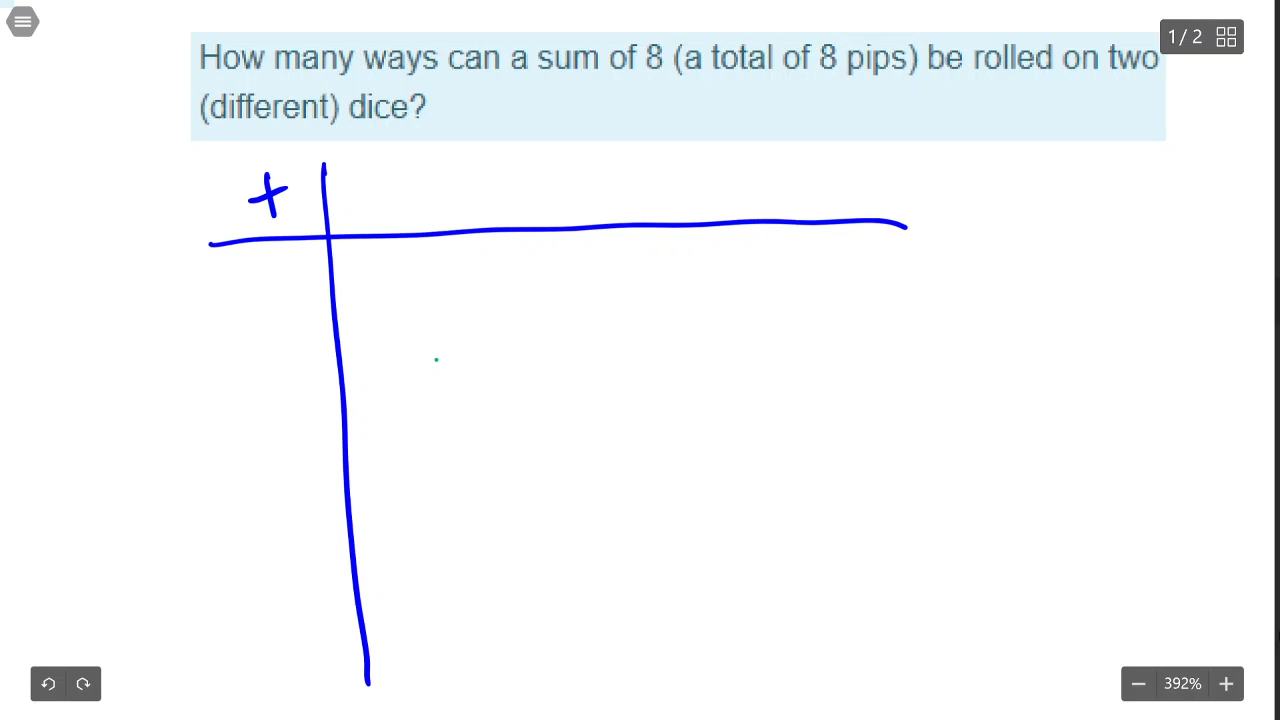 1 / 2
How many ways can a sum of 8 (a total of 8 pips) be rolled on two
(different) dice?
+
392%